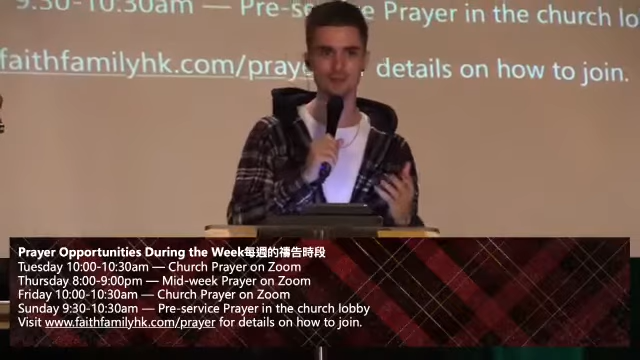 9:30-10:30am — Pre-service Prayer in the church lo
faithfamilyhk.com/praye details on how to join.
Prayer Opportunities During the Week每週的禱告時段
Tuesday 10:00-10:30am — Church Prayer on Zoom
Thursday 8:00-9:00pm — Mid-week Prayer on Zoom
Friday 10:00-10:30am — Church Prayer on Zoom
Sunday 9:30-10:30am — Pre-service Prayer in the church lobby
Visit www.faithfamilyhk.com/prayer for details on how to join.